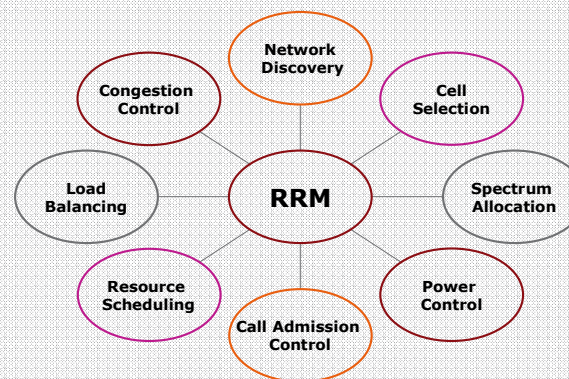 Network
Discovery
Congestion
Control
Cell
Selection
Load
Balancing
RRM
Spectrum
Allocation
Resource
Scheduling
Power
Control
Call Admission
Control